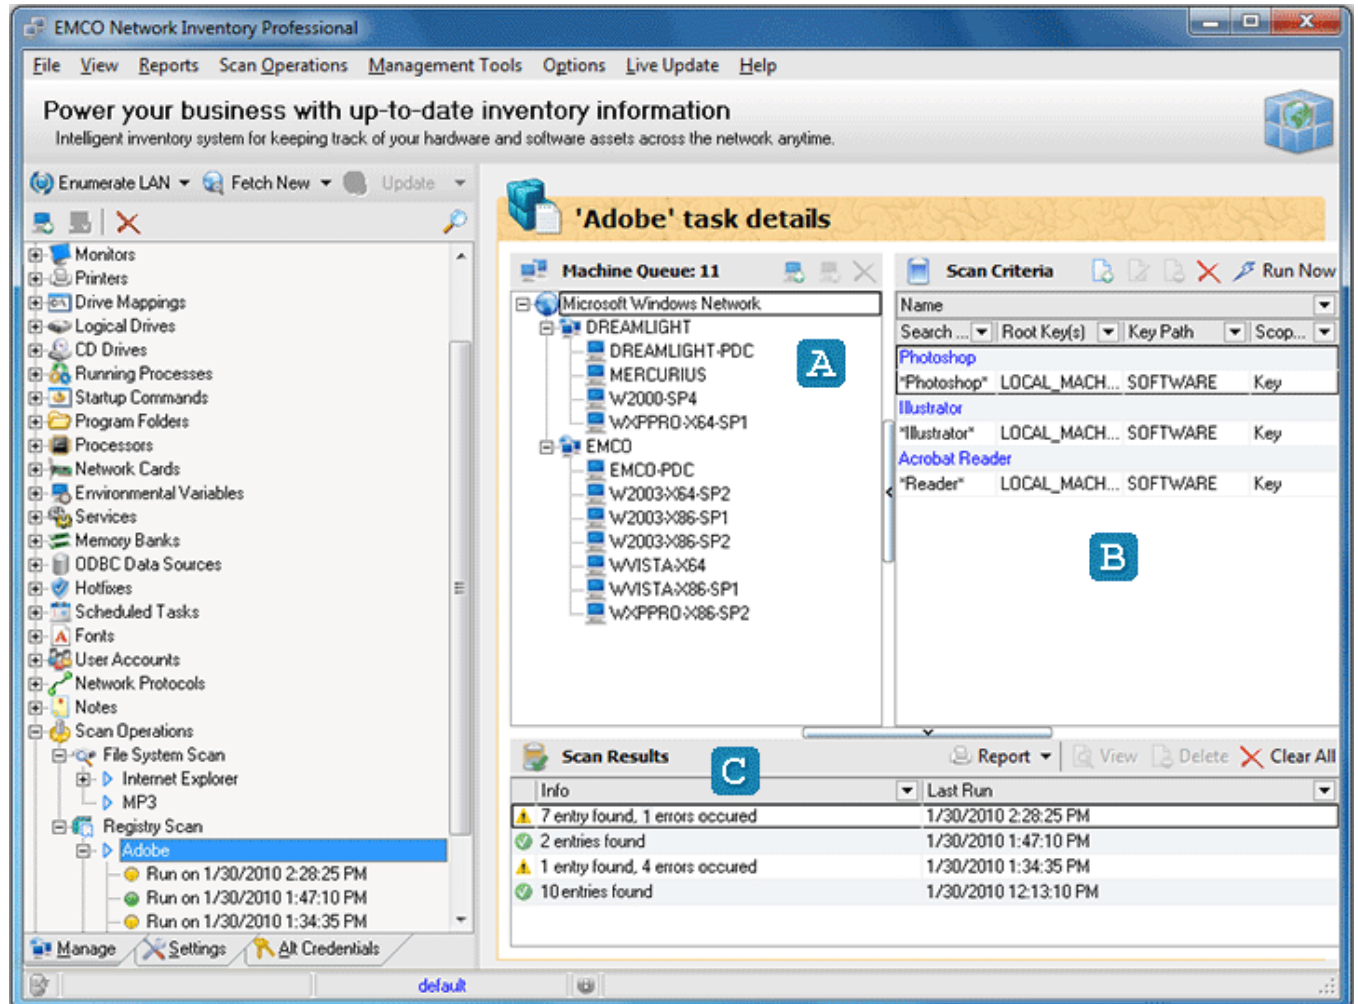 EMCO Network Inventory Professional
File View Reports Scan Operations Management Tools Options Live Update Help
Power your business with up-to-date inventory information
Intelligent inventory system for keeping track of your hardware and software assets across the network anytime.
Enumerate LAN Fetch New Update
Monitors
Printers
Drive Mappings
Logical Drives
CD Drives
Running Processes
Startup Commands
Program Folders
Processors
Network Cards
Environmental Variables
Services
Memory Banks
ODBC Data Sources
Hotfixes
Scheduled Tasks
Fonts
User Accounts
Network Protocols
Notes
Scan Operations
File System Scan
Internet Explorer
MP3
Registry Scan
Adobe
Run on 1/30/2010 2:28:25 PM
Run on 1/30/2010 1:47:10 PM
Run on 1/30/2010 1:34:35 PM
Manage Settings Alt Credentials
default
'Adobe' task details
Machine Queue: 11
Microsoft Windows Network
DREAMLIGHT
DREAMLIGHT-PDC
MERCURIUS
W2000-SP4
WXPPRO-X64-SP1
EMCO
EMCO-PDC
W2003-X64-SP2
W2003-X86-SP1
W2003-X86-SP2
WVISTA-X64
WVISTA-X86-SP1
WXPPRO-X86-SP2
A
Scan Criteria Run Now
Name
Search ... Root Key(s) Key Path Scop...
Photoshop
*Photoshop* LOCAL_MACH... SOFTWARE Key
Illustrator
*Illustrator* LOCAL_MACH... SOFTWARE Key
Acrobat Reader
*Reader* LOCAL_MACH... SOFTWARE Key
B
Scan Results C Report View Delete Clear All
Info Last Run
7 entry found, 1 errors occured 1/30/2010 2:28:25 PM
2 entries found 1/30/2010 1:47:10 PM
1 entry found, 4 errors occured 1/30/2010 1:34:35 PM
10 entries found 1/30/2010 12:13:10 PM